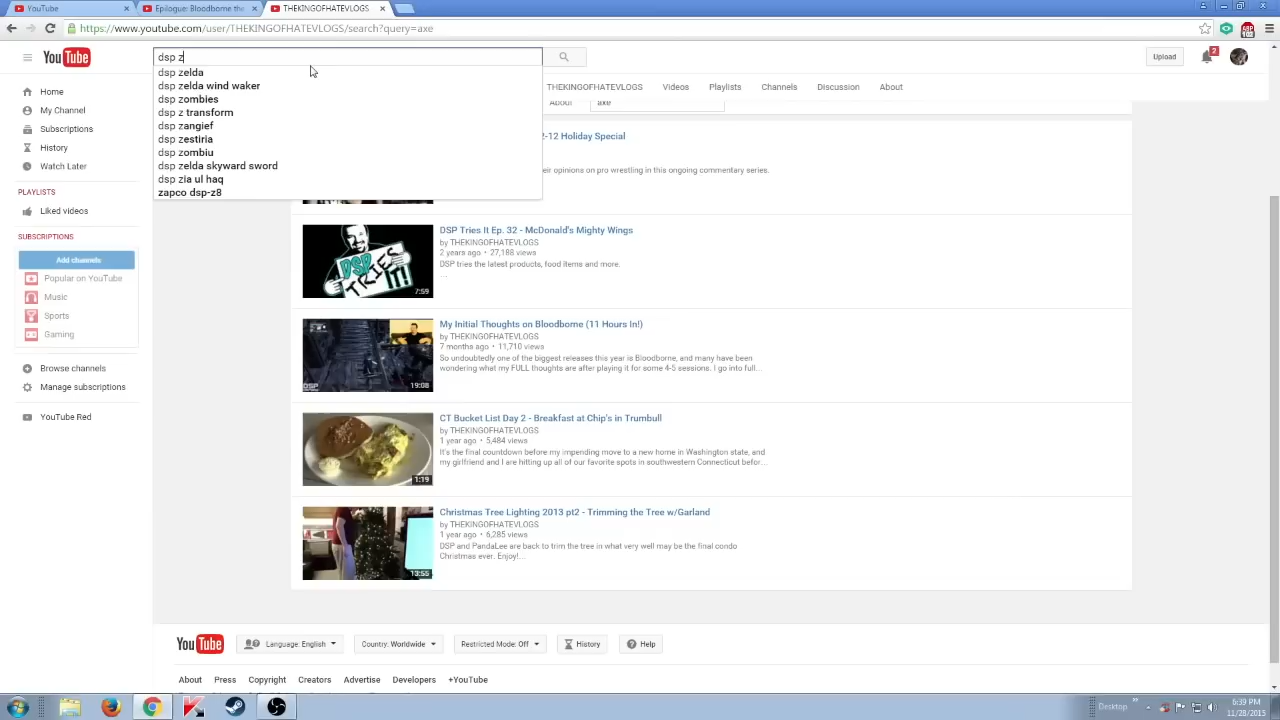 YouTube
Epilogue: Between the
THEKINGOFHATEVLOGS
https://www.youtube.com/user/THEKINGOFHATEVLOGS/search?query=axe
YouTube
dsp z
Upload
2
dsp zelda
dsp zelda wind waker
dsp zombies
dsp z transform
dsp zangief
dsp zestiria
dsp zombiu
dsp zelda skyward sword
dsp zia ul haq
zapco dsp-z8
THEKINGOFHATEVLOGS
Videos
Playlists
Channels
Discussion
About
About
axe
Home
My Channel
Subscriptions
History
Watch Later
PLAYLISTS
Liked videos
SUBSCRIPTIONS
Add channels
Popular on YouTube
Music
Sports
Gaming
Browse channels
Manage subscriptions
YouTube Red
2-12 Holiday Special
eir opinions on pro wrestling in this ongoing commentary series.
DSP TRIES IT!
7:59
DSP Tries It Ep. 32 - McDonald's Mighty Wings
by THEKINGOFHATEVLOGS
2 years ago • 27,188 views
DSP tries the latest products, food items and more.
...
DSP
19:08
My Initial Thoughts on Bloodborne (11 Hours In!)
by THEKINGOFHATEVLOGS
7 months ago • 11,710 views
So undoubtedly one of the biggest releases this year is Bloodborne, and many have been
wondering what my FULL thoughts are after playing it for some 4-5 sessions. I go into full...
1:19
CT Bucket List Day 2 - Breakfast at Chip's in Trumbull
by THEKINGOFHATEVLOGS
1 year ago • 5,484 views
It's the final countdown before my impending move to a new home in Washington state, and
my girlfriend and I are hitting up all of our favorite spots in southwestern Connecticut befor...
13:55
Christmas Tree Lighting 2013 pt2 - Trimming the Tree w/Garland
by THEKINGOFHATEVLOGS
1 year ago • 6,285 views
DSP and PandaLee are back to trim the tree in what very well may be the final condo
Christmas ever. Enjoy!...
YouTube
Language: English
Country: Worldwide
Restricted Mode: Off
History
Help
About
Press
Copyright
Creators
Advertise
Developers
+YouTube
Desktop
6:39 PM
11/28/2015